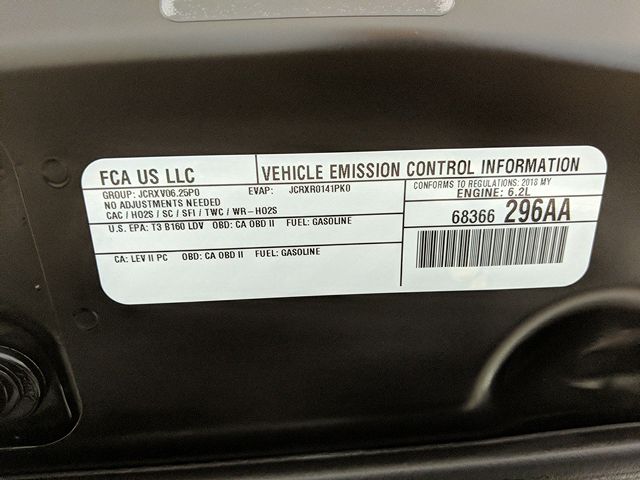 FCA US LLC
VEHICLE EMISSION CONTROL INFORMATION
GROUP: JCRXV06.25P0 EVAP: JCRXR0141PK0
NO ADJUSTMENTS NEEDED
CAC / HO2S / SC / SFI / TWC / WR-HO2S
CONFORMS TO REGULATIONS: 2018 MY
ENGINE: 6.2L
U.S. EPA: T3 B160 LDV OBD: CA OBD II FUEL: GASOLINE
68366 296AA
CA: LEV II PC OBD: CA OBD II FUEL: GASOLINE